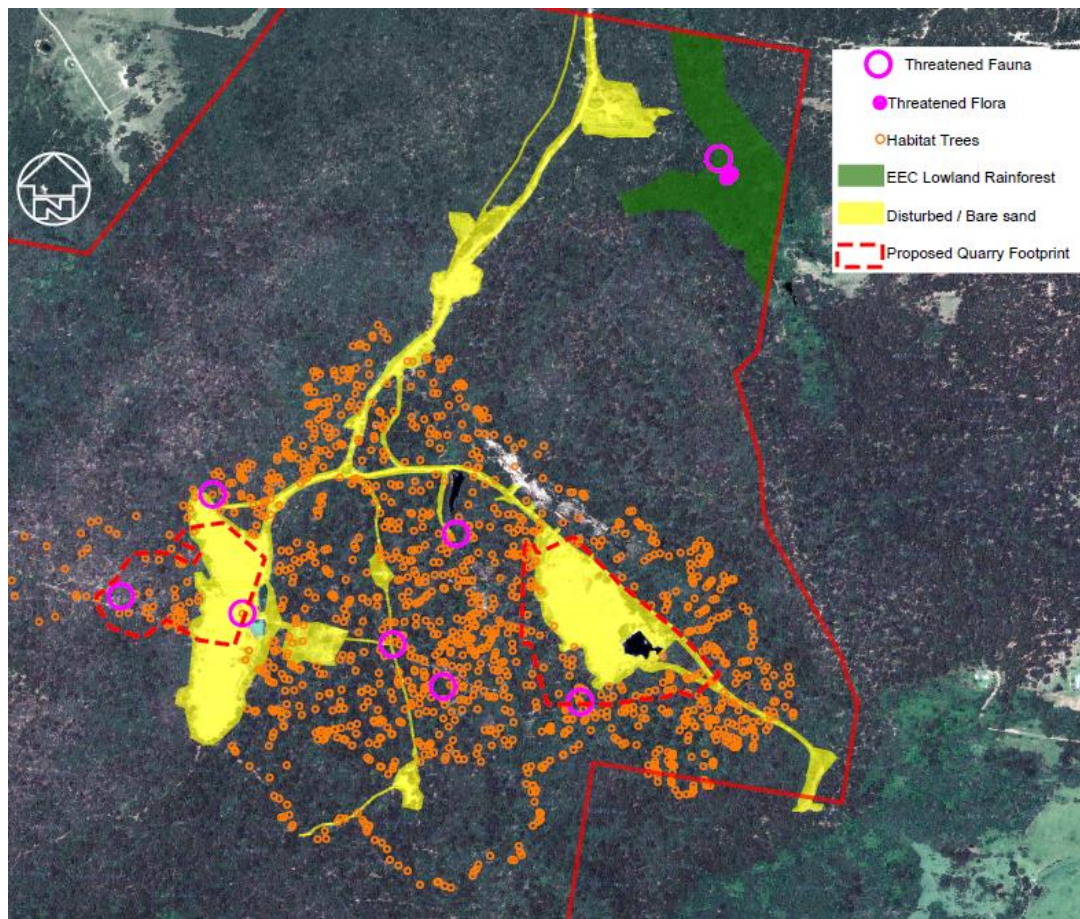 Threatened Fauna
Threatened Flora
Habitat Trees
EEC Lowland Rainforest
Disturbed / Bare sand
Proposed Quarry Footprint
N